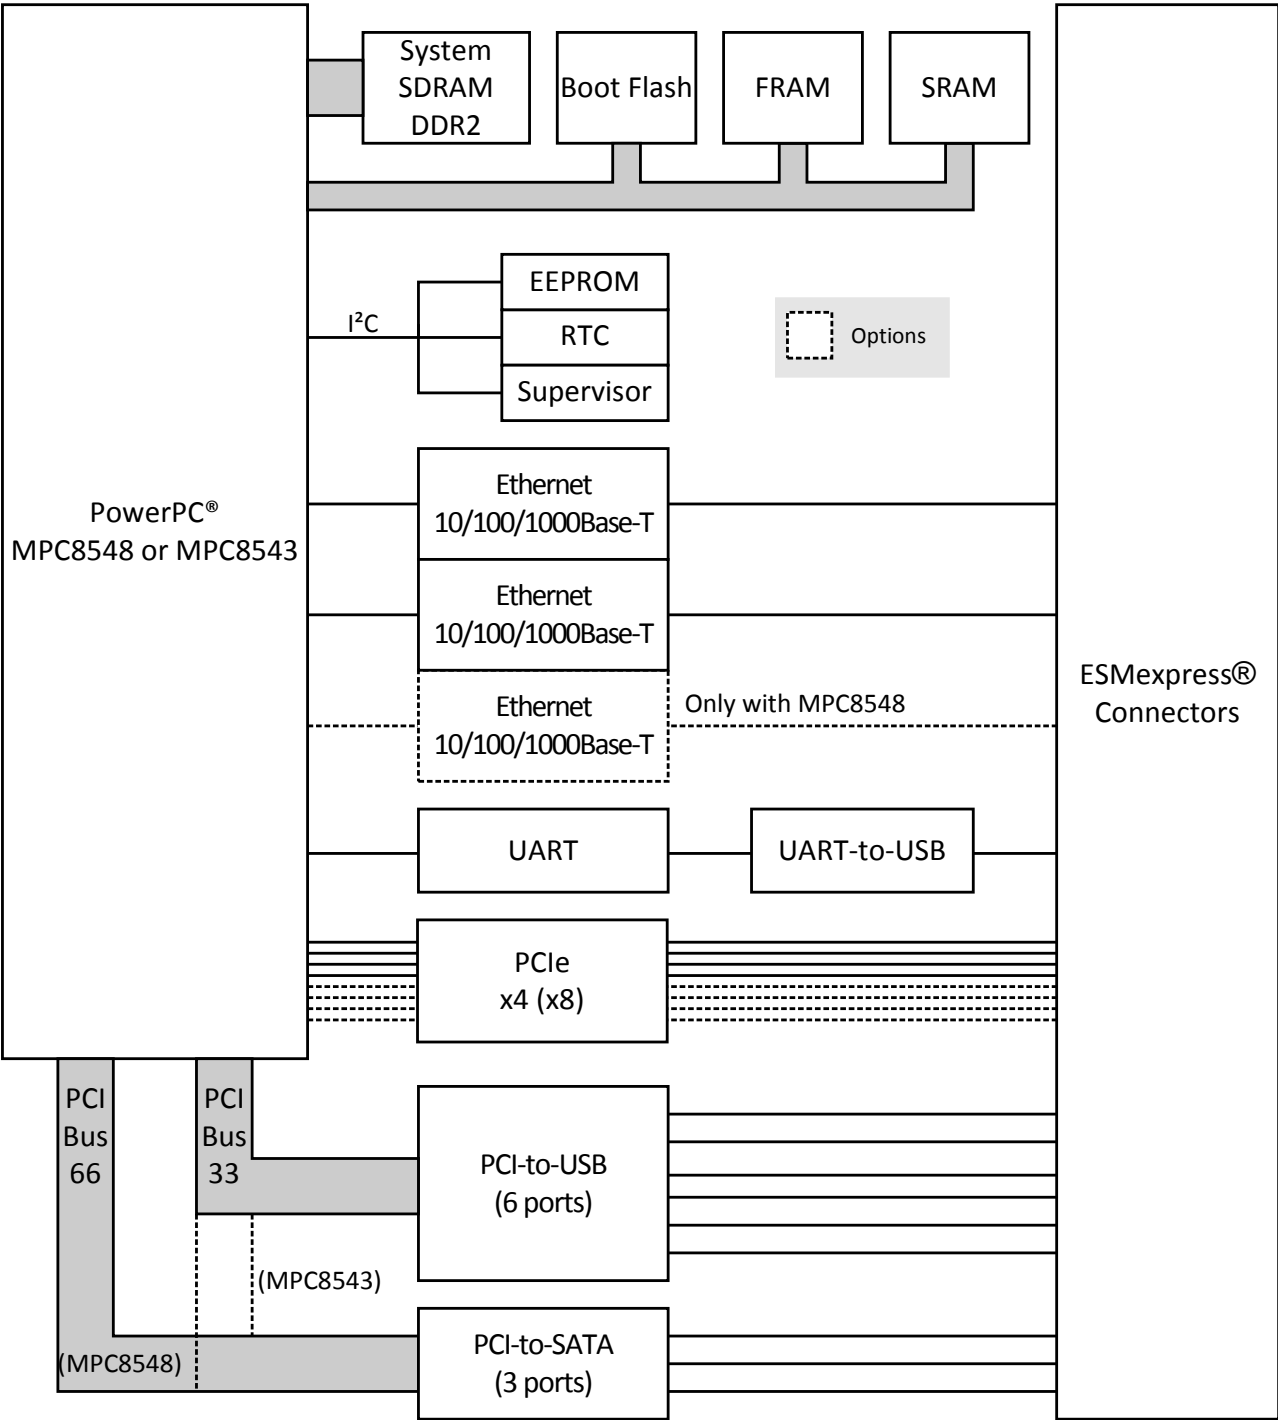 System
SDRAM
DDR2
Boot Flash
FRAM
SRAM
I²C
EEPROM
RTC
Supervisor
Options
PowerPC®
MPC8548 or MPC8543
Ethernet
10/100/1000Base-T
Ethernet
10/100/1000Base-T
Ethernet
10/100/1000Base-T
Only with MPC8548
ESMexpress®
Connectors
UART
UART-to-USB
PCIe
x4 (x8)
PCI
Bus
66
PCI
Bus
33
PCI-to-USB
(6 ports)
(MPC8543)
(MPC8548)
PCI-to-SATA
(3 ports)